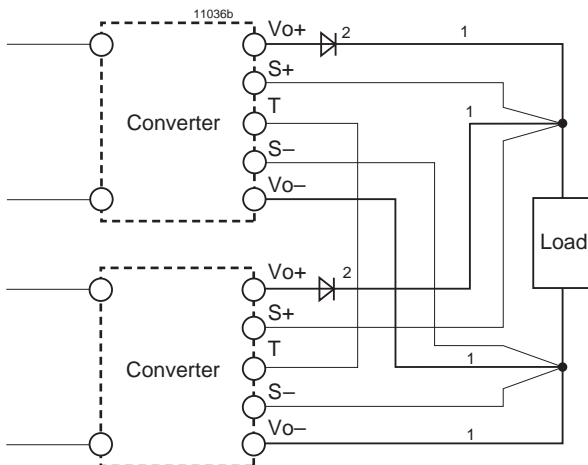 11036b
Vo+
2
1
S+
T
1
Converter
S–
Vo–
Load
Vo+
2
S+
T
1
Converter
S–
Vo–
1